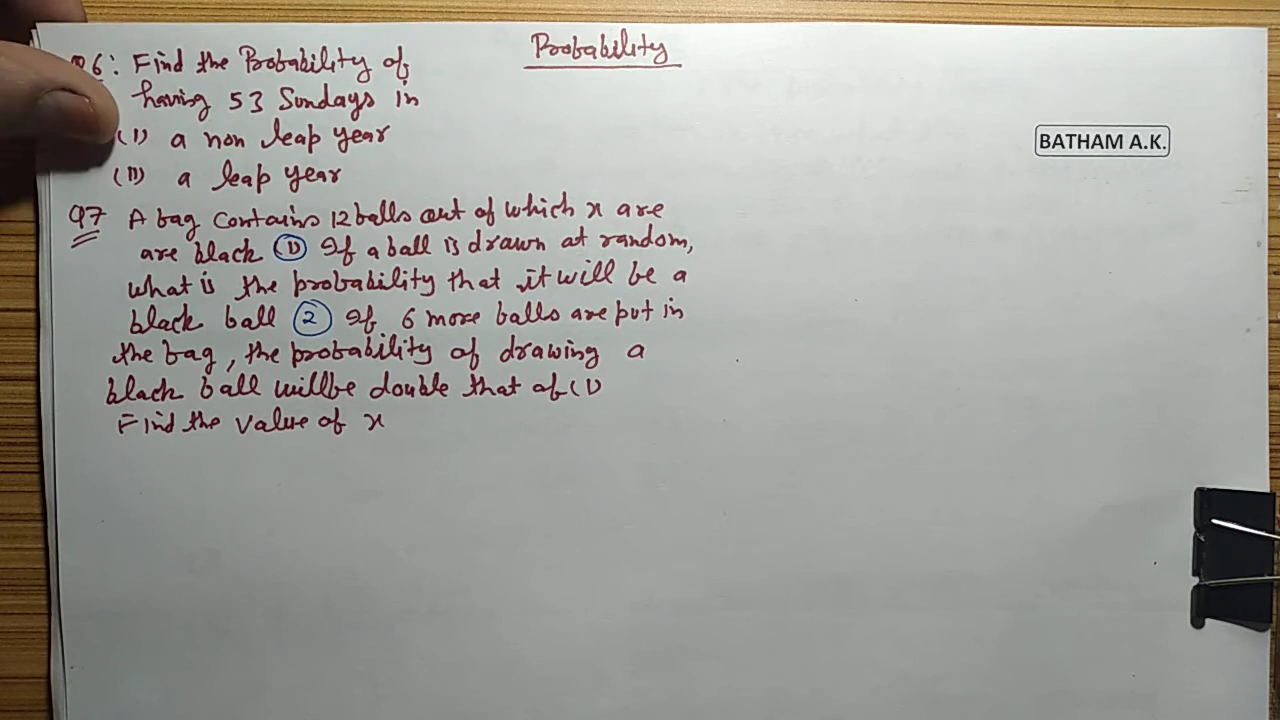 Probability
Q6: Find the Probability of
having 53 Sundays in
(I) a non leap year
(II) a leap year
BATHAM A.K.
Q7 A bag contains 12 balls out of which x are
are black (1) If a ball is drawn at random,
what is the probability that it will be a
black ball (2) If 6 more balls are put in
the bag, the probability of drawing a
black ball will be double that of (1)
Find the value of x